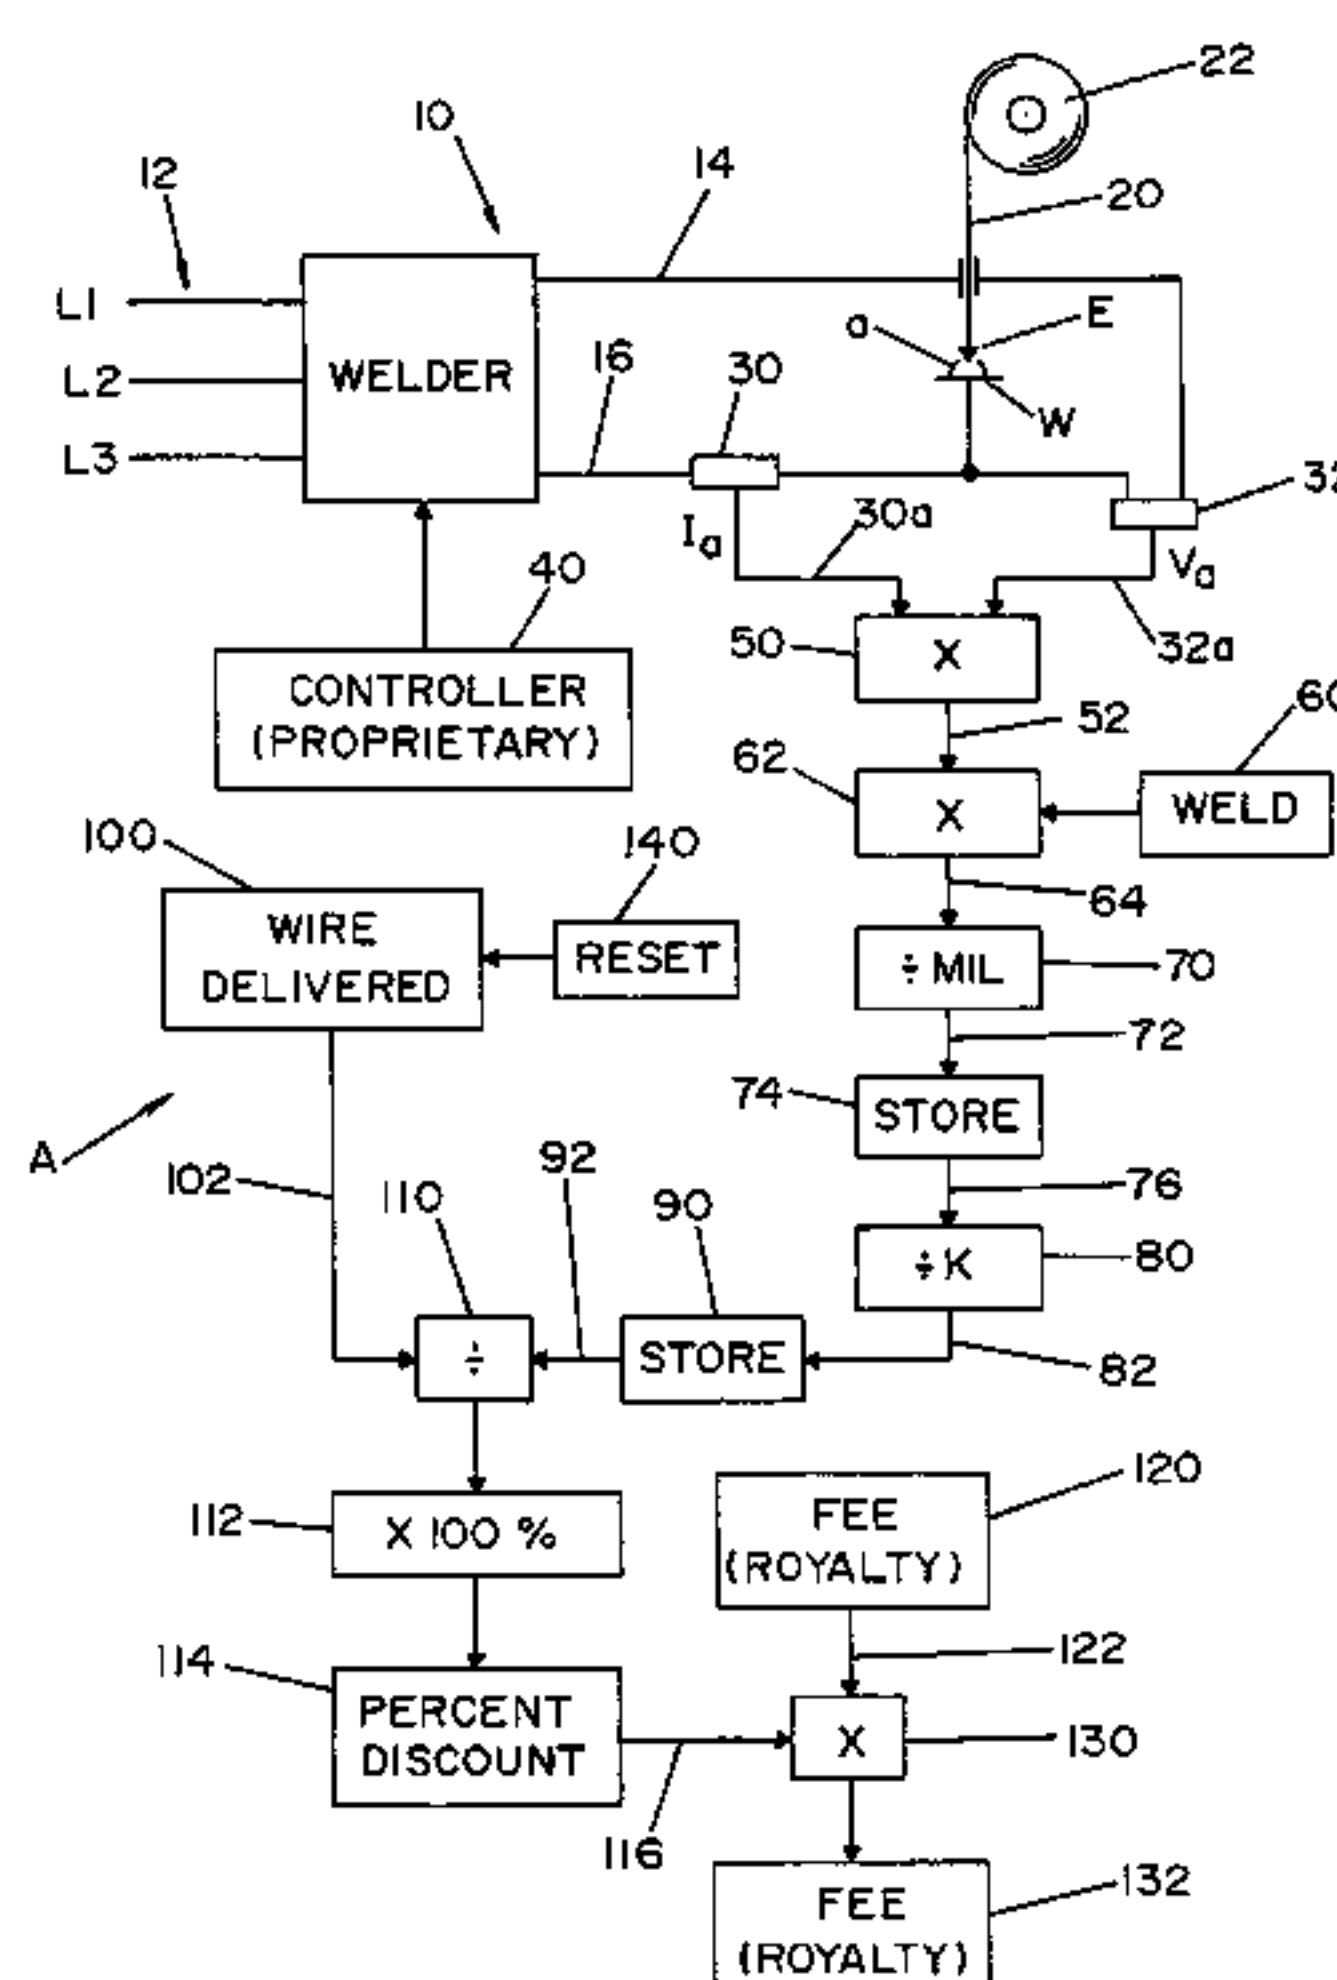 22
10
12
14
20
L1
a
E
L2
WELDER
16
30
W
L3
32
Ia
30a
Va
40
50
X
32a
CONTROLLER
(PROPRIETARY)
52
60
62
X
WELD
100
140
64
WIRE
DELIVERED
RESET
÷ MIL
70
72
74
STORE
A
102
92
76
110
90
÷ K
80
÷
STORE
82
120
112
X 100 %
FEE
(ROYALTY)
114
122
PERCENT
DISCOUNT
X
130
116
132
FEE
(ROYALTY)